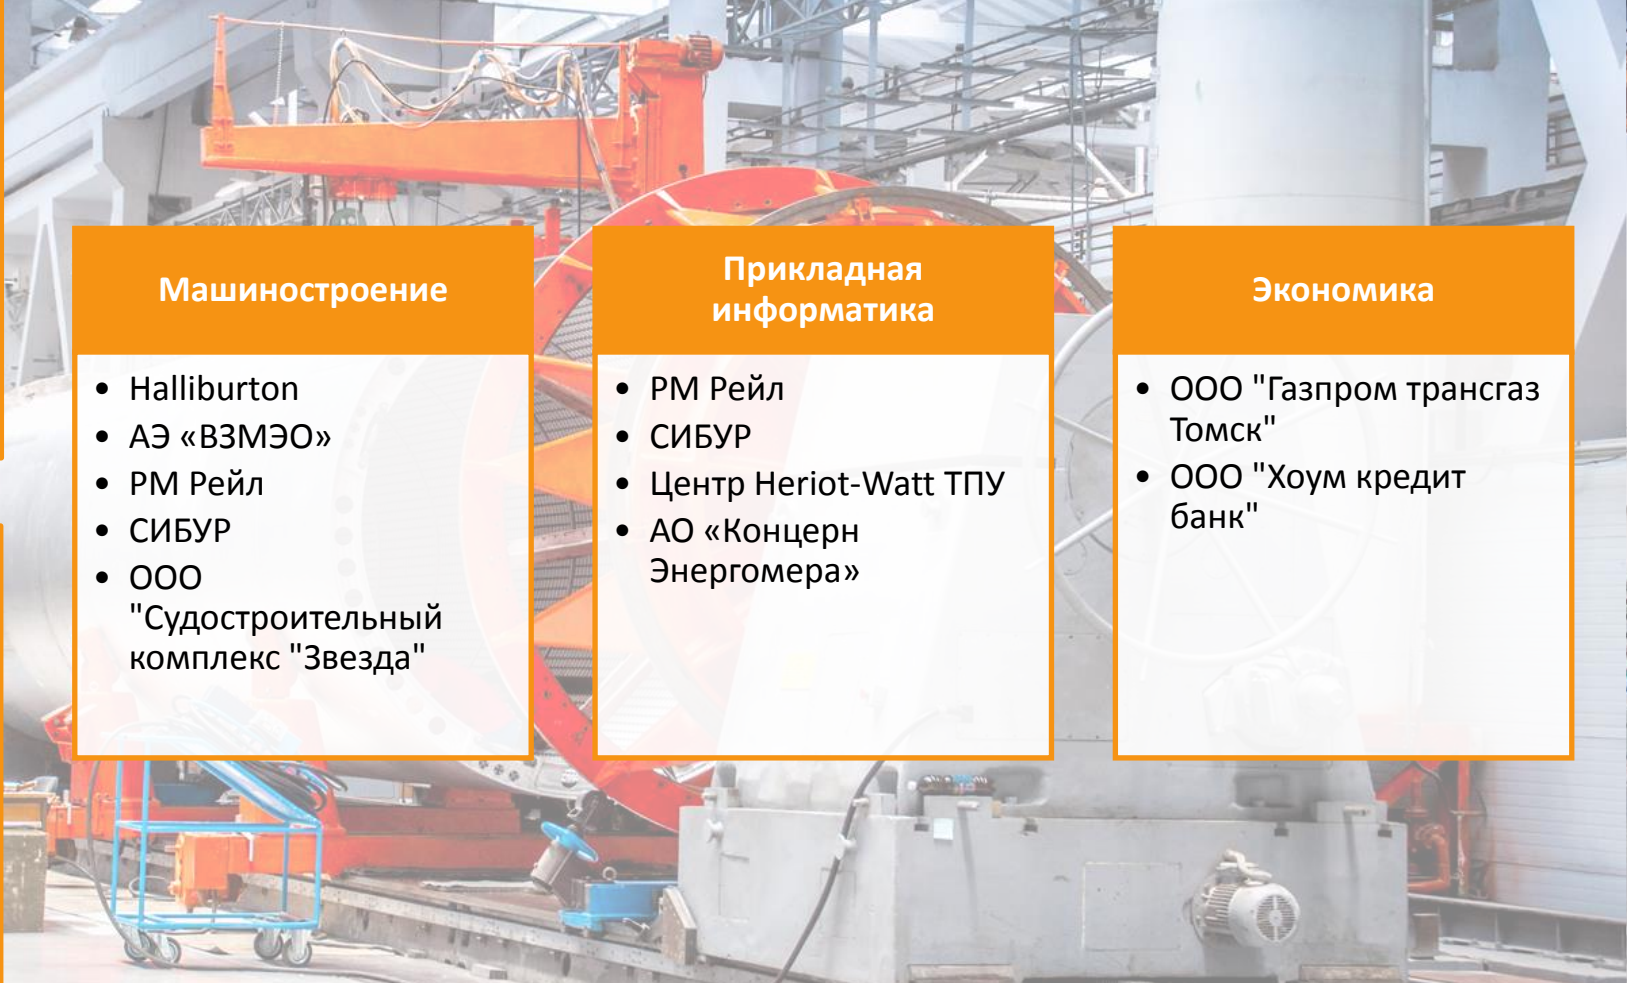 Машиностроение
• Halliburton
• АЭ «ВЗМЭО»
• РМ Рейл
• СИБУР
• ООО
"Судостроительный
комплекс "Звезда"
Прикладная
информатика
• РМ Рейл
• СИБУР
• Центр Heriot-Watt ТПУ
• АО «Концерн
Энергомера»
Экономика
• ООО "Газпром трансгаз
Томск"
• ООО "Хоум кредит
банк"